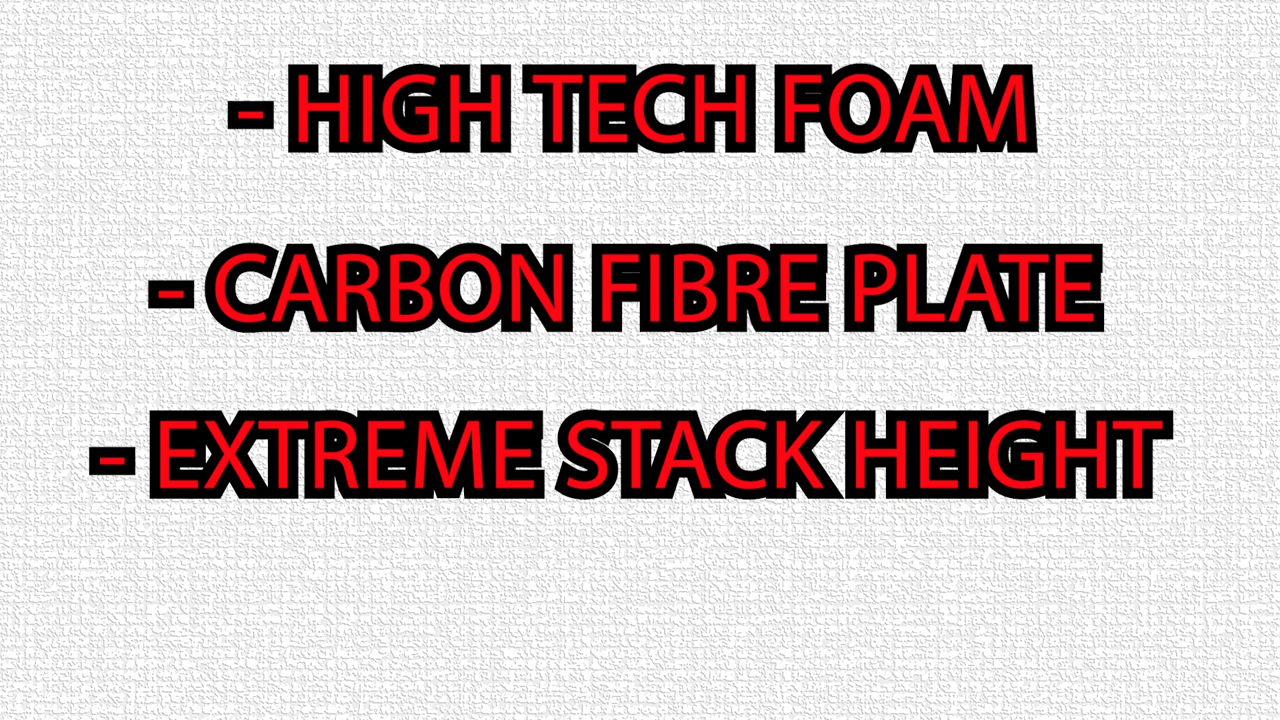 - HIGH TECH FOAM
- CARBON FIBRE PLATE
- EXTREME STACK HEIGHT